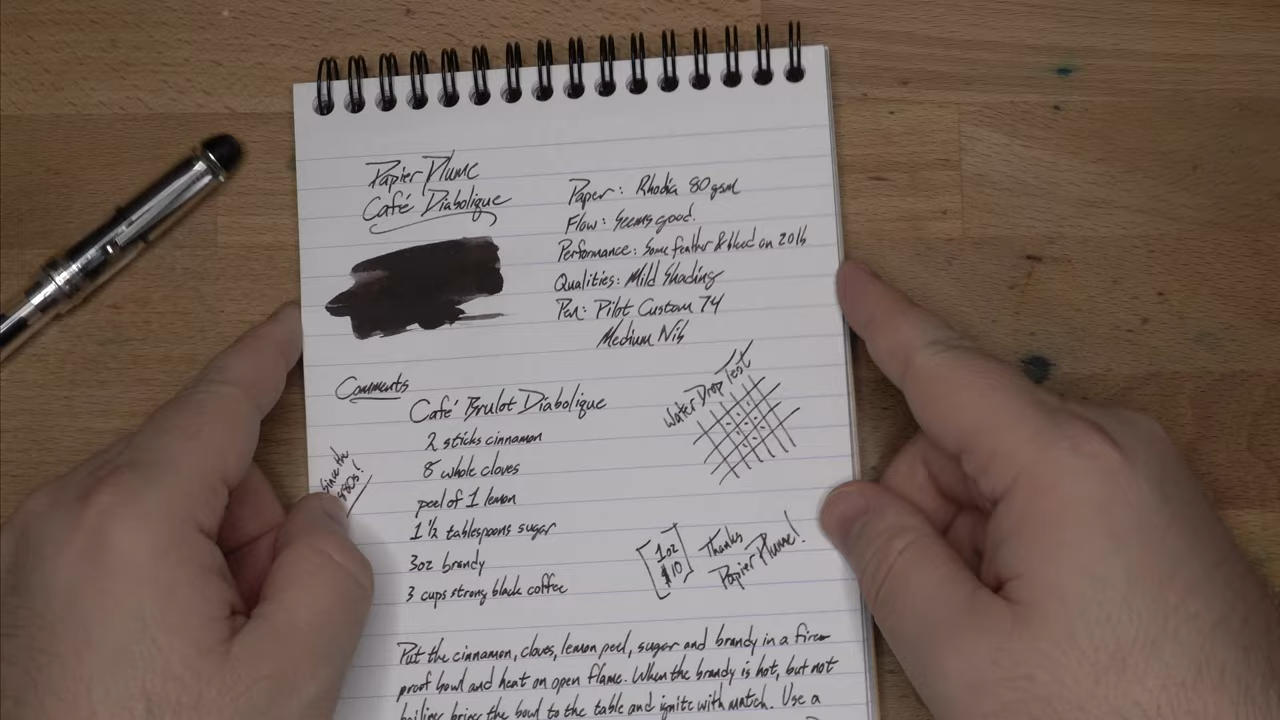 Papier Plume
Café Diabolique
Paper: Rhodia 80gsm
Flow: Seems good.
Performance: Some feather & bleed on 20lb
Qualities: Mild Shading
Pen: Pilot Custom 74
Medium Nib
Comments
Café Brulot Diabolique
2 sticks cinnamon
8 whole cloves
peel of 1 lemon
1 1/2 tablespoons sugar
3oz brandy
3 cups strong black coffee
Since the
Water Drop Test
1oz
$10
Thanks
Papier Plume!
Put the cinnamon, cloves, lemon peel, sugar and brandy in a fire
proof bowl and heat on open flame. When the brandy is hot, but not
boiling bring the bowl to the table and ignite with match. Use a